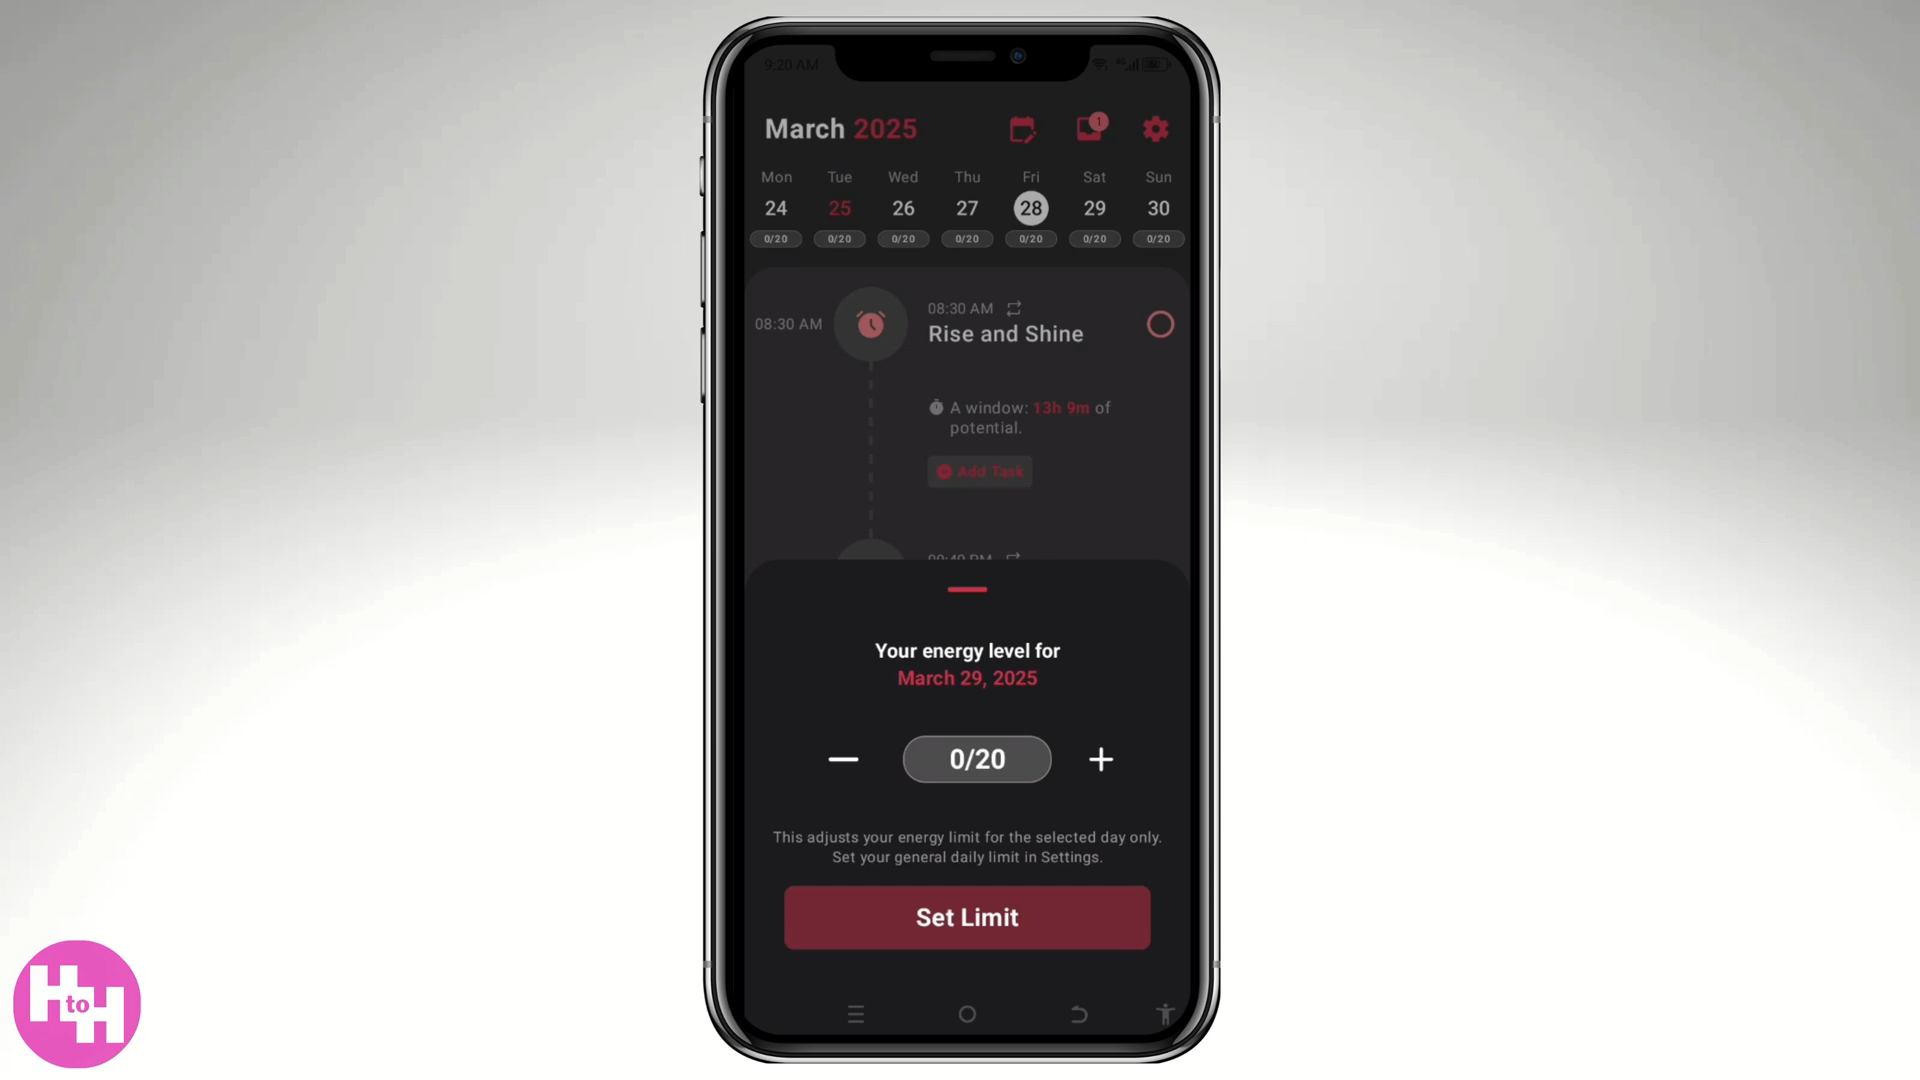 9:20 AM
March 2025
1
Mon Tue Wed Thu Fri Sat Sun
24 25 26 27 28 29 30
0/20 0/20 0/20 0/20 0/20 0/20 0/20
08:30 AM
08:30 AM
Rise and Shine
A window: 13h 9m of
potential.
Add Task
Your energy level for
March 29, 2025
0/20
This adjusts your energy limit for the selected day only.
Set your general daily limit in Settings.
Set Limit
H to H